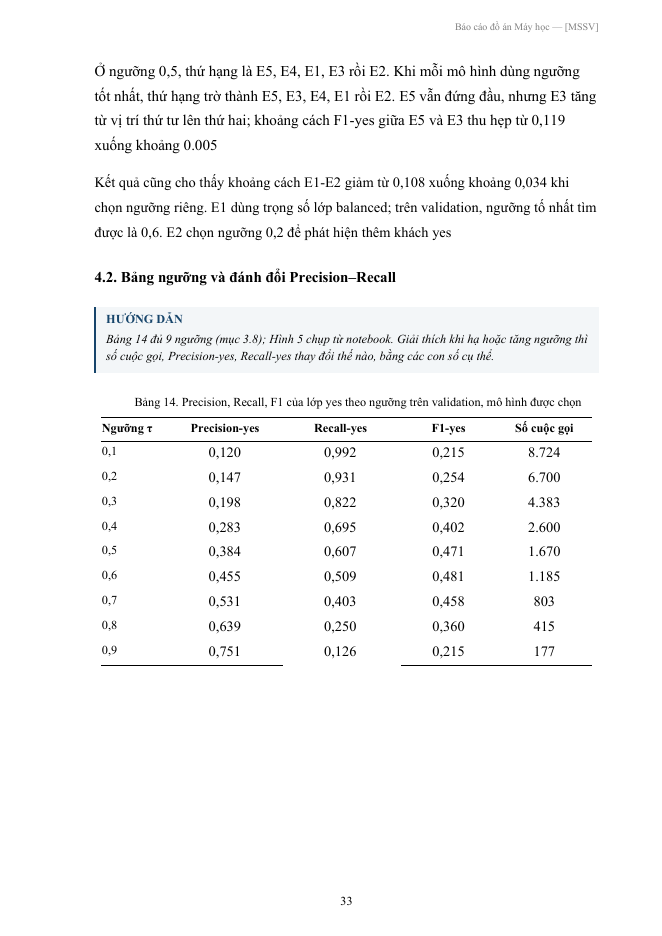 Báo cáo đồ án Máy học — [MSSV]
Ở ngưỡng 0,5, thứ hạng là E5, E4, E1, E3 rồi E2. Khi mỗi mô hình dùng ngưỡng
tốt nhất, thứ hạng trở thành E5, E3, E4, E1 rồi E2. E5 vẫn đứng đầu, nhưng E3 tăng
từ vị trí thứ tư lên thứ hai; khoảng cách F1-yes giữa E5 và E3 thu hẹp từ 0,119
xuống khoảng 0.005
Kết quả cũng cho thấy khoảng cách E1-E2 giảm từ 0,108 xuống khoảng 0,034 khi
chọn ngưỡng riêng. E1 dùng trọng số lớp balanced; trên validation, ngưỡng tố nhất tìm
được là 0,6. E2 chọn ngưỡng 0,2 để phát hiện thêm khách yes
4.2. Bảng ngưỡng và đánh đổi Precision–Recall
HƯỚNG DẪN
Bảng 14 đủ 9 ngưỡng (mục 3.8); Hình 5 chụp từ notebook. Giải thích khi hạ hoặc tăng ngưỡng thì
số cuộc gọi, Precision-yes, Recall-yes thay đổi thế nào, bằng các con số cụ thể.
Bảng 14. Precision, Recall, F1 của lớp yes theo ngưỡng trên validation, mô hình được chọn
Ngưỡng τ Precision-yes Recall-yes F1-yes Số cuộc gọi
0,1 0,120 0,992 0,215 8.724
0,2 0,147 0,931 0,254 6.700
0,3 0,198 0,822 0,320 4.383
0,4 0,283 0,695 0,402 2.600
0,5 0,384 0,607 0,471 1.670
0,6 0,455 0,509 0,481 1.185
0,7 0,531 0,403 0,458 803
0,8 0,639 0,250 0,360 415
0,9 0,751 0,126 0,215 177
33